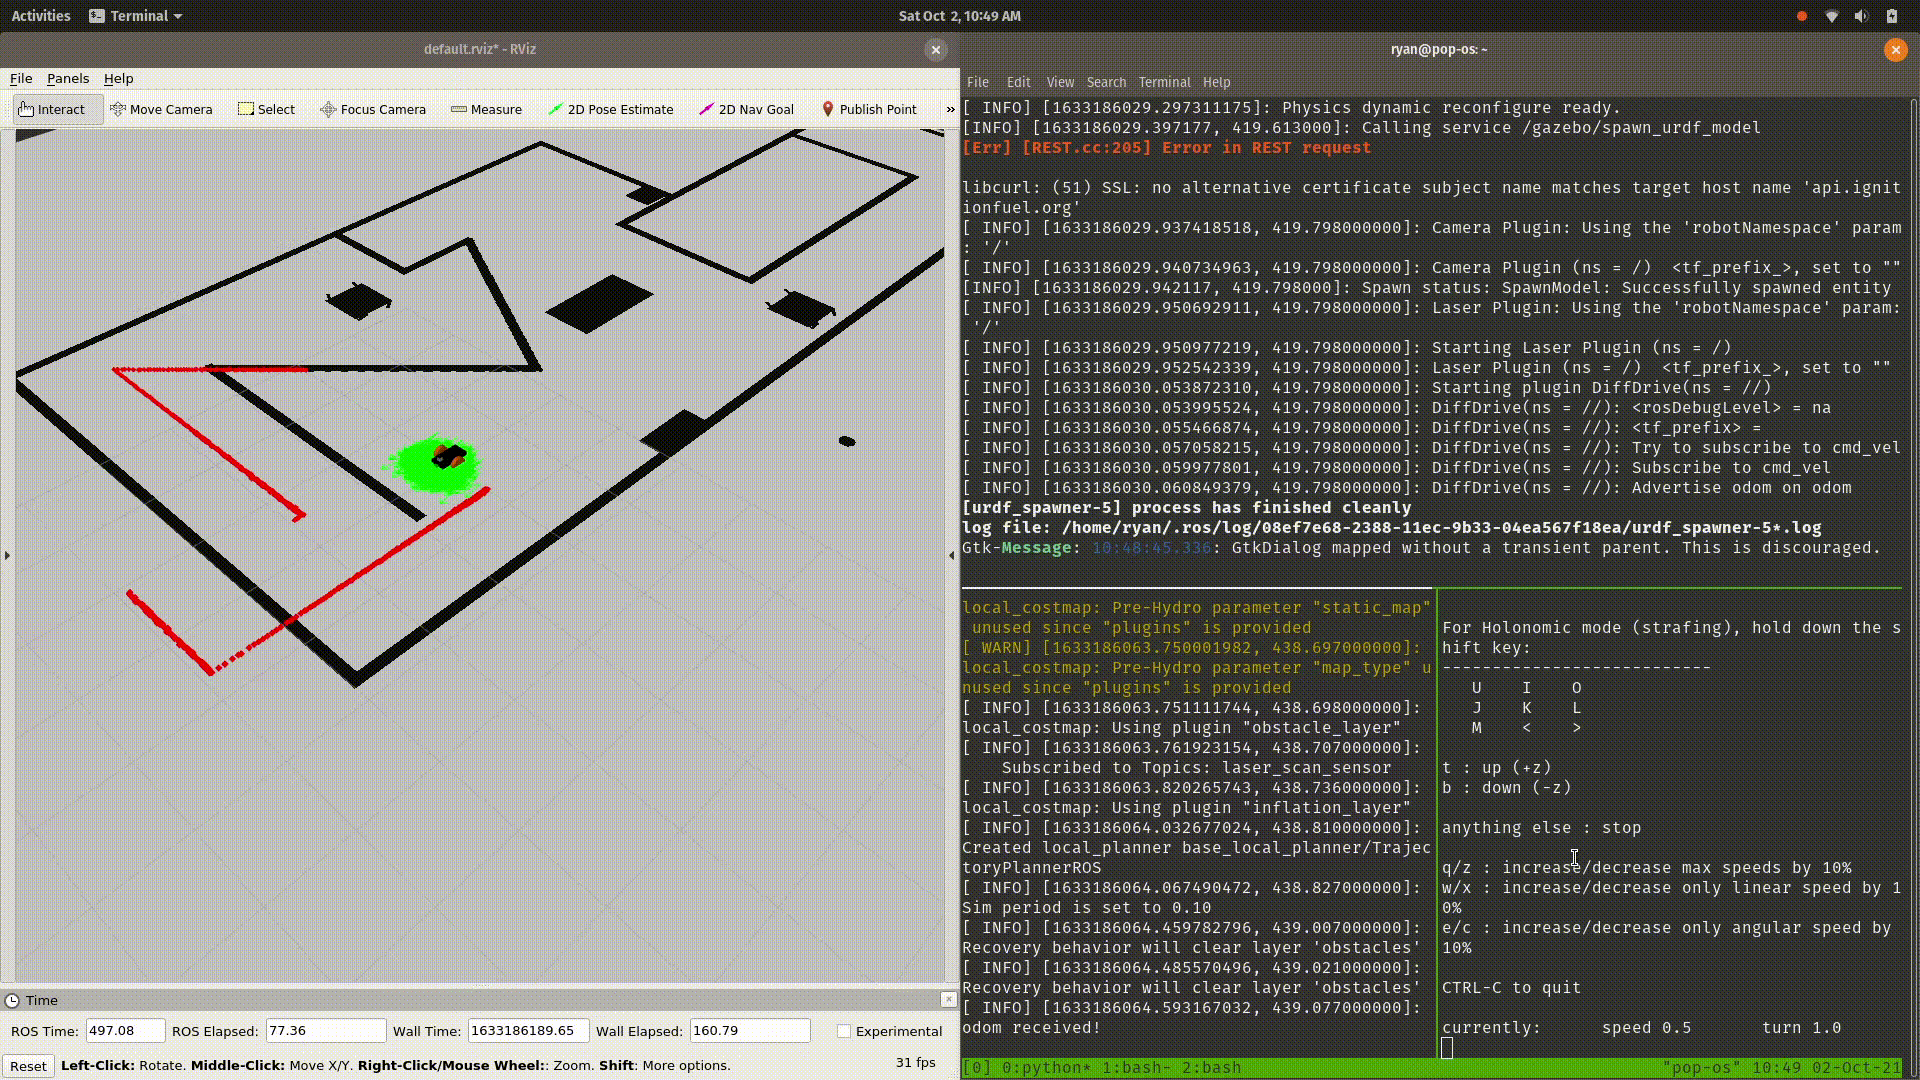 Activities
Terminal
Sat Oct 2, 10:49 AM
default.rviz* - RViz
File Panels Help
Interact Move Camera Select Focus Camera Measure 2D Pose Estimate 2D Nav Goal Publish Point »
Time
ROS Time: 497.08 ROS Elapsed: 77.36 Wall Time: 1633186189.65 Wall Elapsed: 160.79 Experimental
Reset Left-Click: Rotate. Middle-Click: Move X/Y. Right-Click/Mouse Wheel:: Zoom. Shift: More options. 31 fps
ryan@pop-os: ~
File Edit View Search Terminal Help
[ INFO] [1633186029.297311175]: Physics dynamic reconfigure ready.
[INFO] [1633186029.397177, 419.613000]: Calling service /gazebo/spawn_urdf_model
[Err] [REST.cc:205] Error in REST request
libcurl: (51) SSL: no alternative certificate subject name matches target host name 'api.ignit
ionfuel.org'
[ INFO] [1633186029.937418518, 419.798000000]: Camera Plugin: Using the 'robotNamespace' param
: '/'
[ INFO] [1633186029.940734963, 419.798000000]: Camera Plugin (ns = /)  <tf_prefix_>, set to ""
[INFO] [1633186029.942117, 419.798000]: Spawn status: SpawnModel: Successfully spawned entity
[ INFO] [1633186029.950692911, 419.798000000]: Laser Plugin: Using the 'robotNamespace' param:
'/'
[ INFO] [1633186029.950977219, 419.798000000]: Starting Laser Plugin (ns = /)
[ INFO] [1633186029.952542339, 419.798000000]: Laser Plugin (ns = /)  <tf_prefix_>, set to ""
[ INFO] [1633186030.053872310, 419.798000000]: Starting plugin DiffDrive(ns = //)
[ INFO] [1633186030.053995524, 419.798000000]: DiffDrive(ns = //): <rosDebugLevel> = na
[ INFO] [1633186030.055466874, 419.798000000]: DiffDrive(ns = //): <tf_prefix> =
[ INFO] [1633186030.057058215, 419.798000000]: DiffDrive(ns = //): Try to subscribe to cmd_vel
[ INFO] [1633186030.059977801, 419.798000000]: DiffDrive(ns = //): Subscribe to cmd_vel
[ INFO] [1633186030.060849379, 419.798000000]: DiffDrive(ns = //): Advertise odom on odom
[urdf_spawner-5] process has finished cleanly
log file: /home/ryan/.ros/log/08ef7e68-2388-11ec-9b33-04ea567f18ea/urdf_spawner-5*.log
Gtk-Message: 10:48:45.336: GtkDialog mapped without a transient parent. This is discouraged.
local_costmap: Pre-Hydro parameter "static_map"
unused since "plugins" is provided
[ WARN] [1633186063.750001982, 438.697000000]:
local_costmap: Pre-Hydro parameter "map_type" u
nused since "plugins" is provided
[ INFO] [1633186063.751111744, 438.698000000]:
local_costmap: Using plugin "obstacle_layer"
[ INFO] [1633186063.761923154, 438.707000000]:
Subscribed to Topics: laser_scan_sensor
[ INFO] [1633186063.820265743, 438.736000000]:
local_costmap: Using plugin "inflation_layer"
[ INFO] [1633186064.032677024, 438.810000000]:
Created local_planner base_local_planner/Trajec
toryPlannerROS
[ INFO] [1633186064.067490472, 438.827000000]:
Sim period is set to 0.10
[ INFO] [1633186064.459782796, 439.007000000]:
Recovery behavior will clear layer 'obstacles'
[ INFO] [1633186064.485570496, 439.021000000]:
Recovery behavior will clear layer 'obstacles'
[ INFO] [1633186064.593167032, 439.077000000]:
odom received!
For Holonomic mode (strafing), hold down the s
hift key:
---------------------------
U I O
J K L
M < >
t : up (+z)
b : down (-z)
anything else : stop
q/z : increase/decrease max speeds by 10%
w/x : increase/decrease only linear speed by 1
0%
e/c : increase/decrease only angular speed by
10%
CTRL-C to quit
currently: speed 0.5 turn 1.0
[0] 0:python* 1:bash- 2:bash "pop-os" 10:49 02-Oct-21